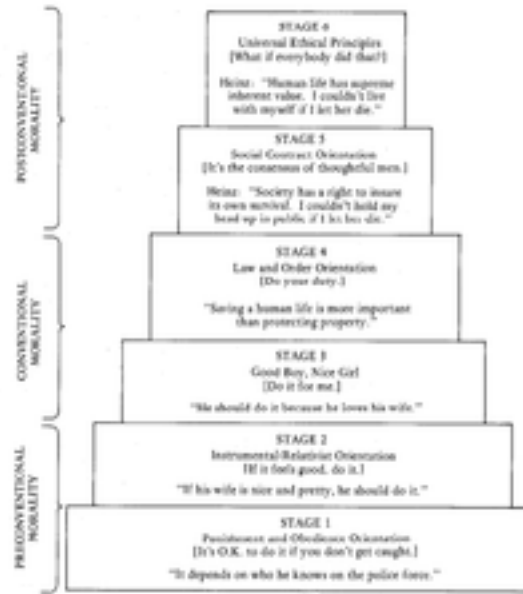 STAGE 6
Universal Ethical Principles
[What if everybody did that?]
Heinz: "Human life has supreme
inherent value. I couldn't live
with myself if I let her die."
POSTCONVENTIONAL
MORALITY
STAGE 5
Social Contract Orientation
[It's the consensus of thoughtful men.]
Heinz: "Society has a right to insure
its own survival. I couldn't hold my
head up in public if I let her die."
STAGE 4
Law and Order Orientation
[Do your duty.]
"Saving a human life is more important
than protecting property."
CONVENTIONAL
MORALITY
STAGE 3
Good Boy, Nice Girl
[Do it for me.]
"He should do it because he loves his wife."
STAGE 2
Instrumental-Relativist Orientation
[If it feels good, do it.]
"If his wife is nice and pretty, he should do it."
PRECONVENTIONAL
MORALITY
STAGE 1
Punishment and Obedience Orientation
[It's O.K. to do it if you don't get caught.]
"It depends on who he knows on the police force."